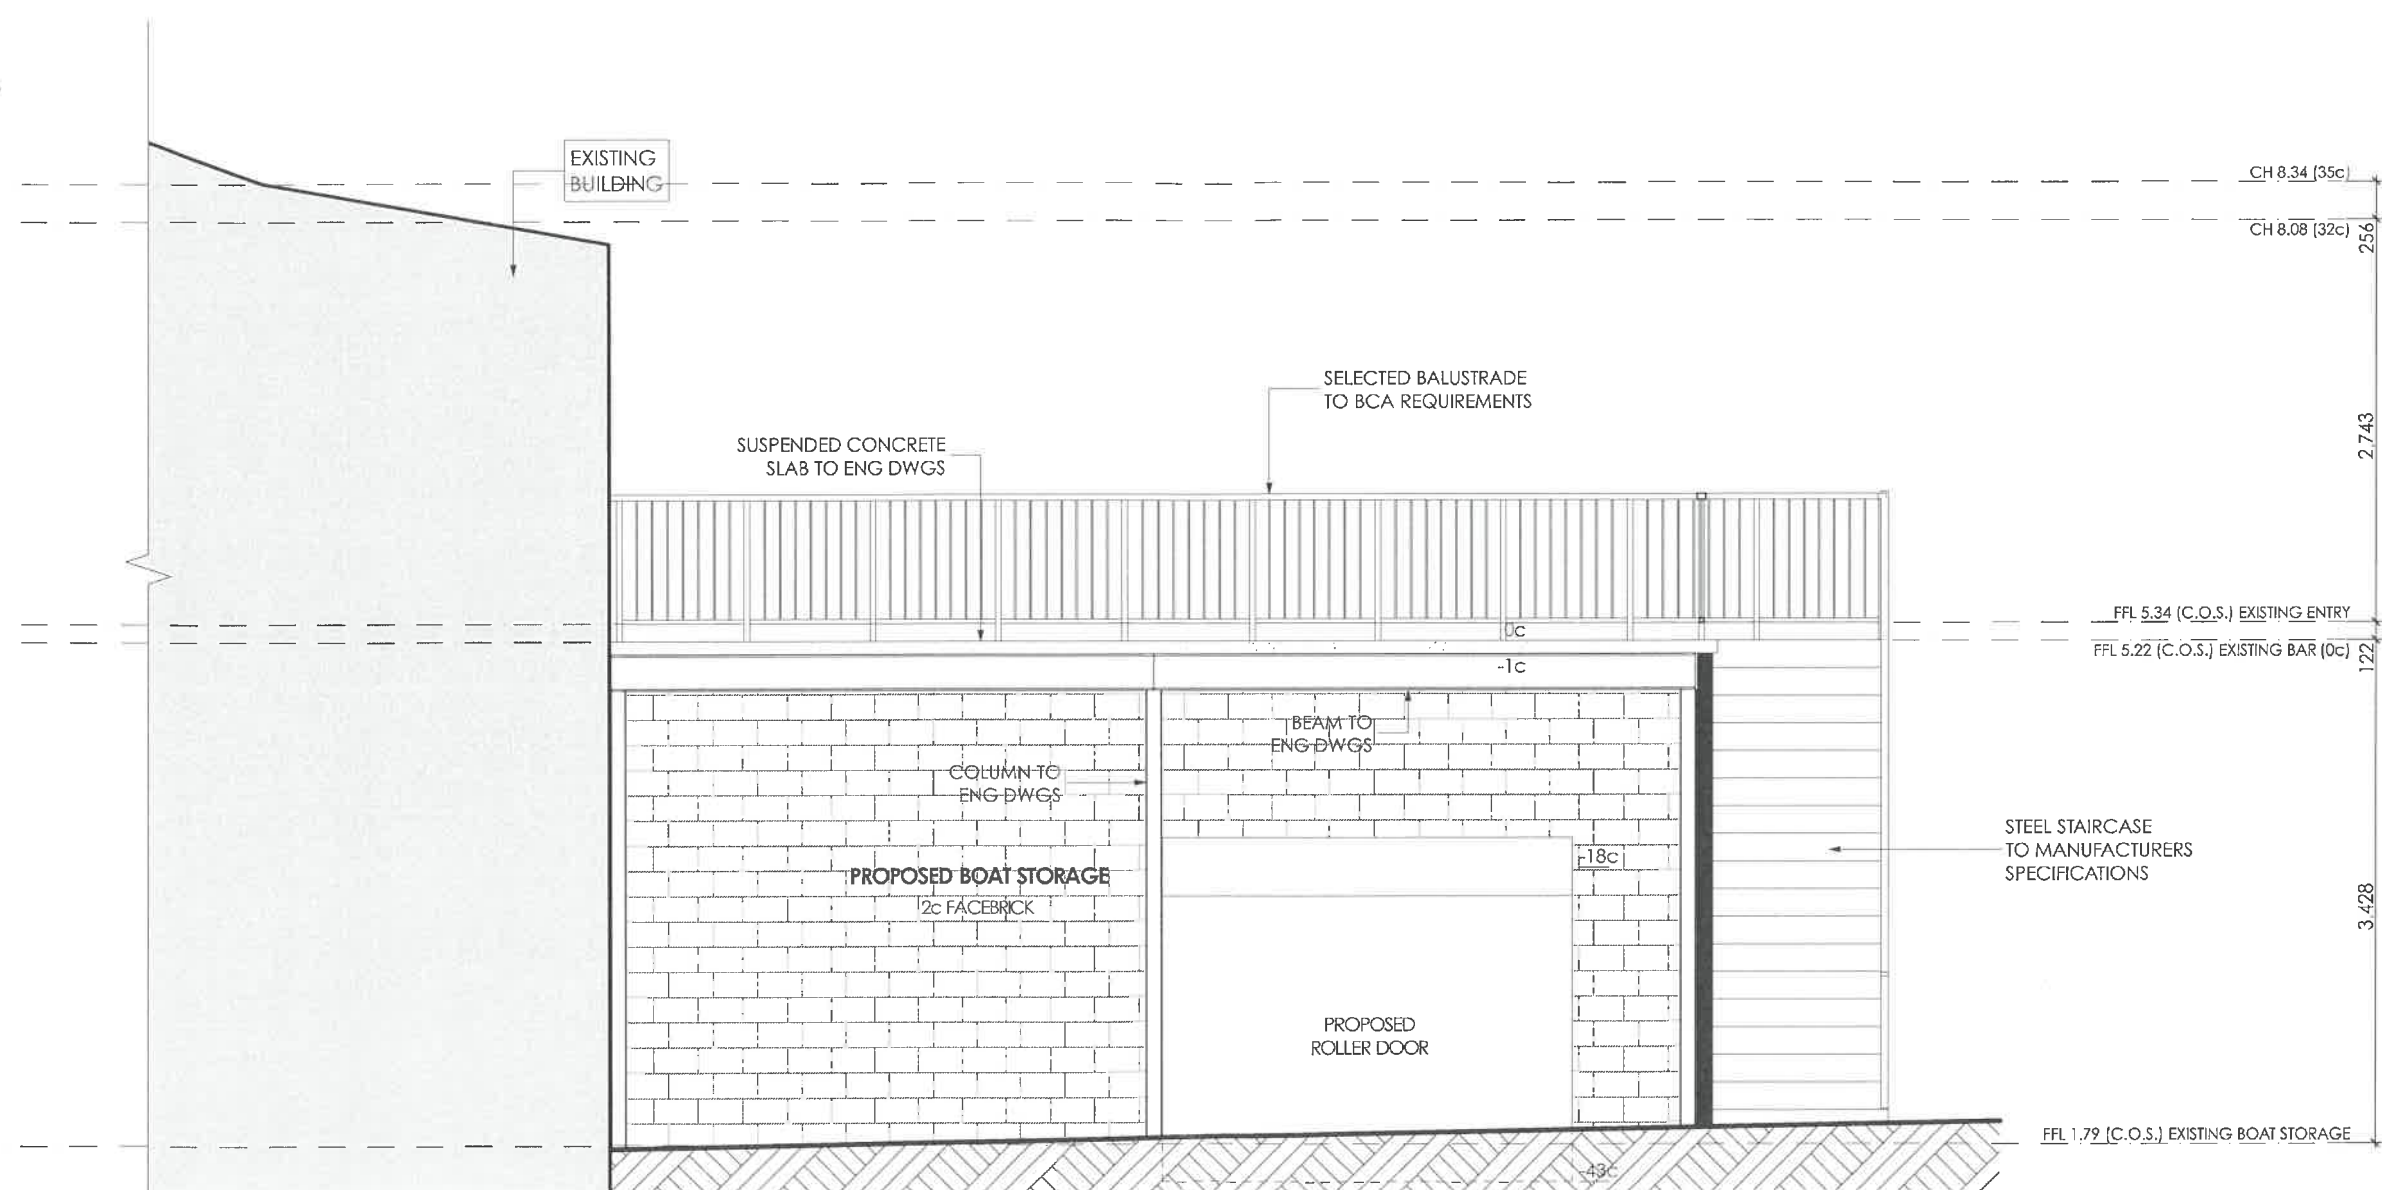 EXISTING
BUILDING
CH 8.34 (35c)
CH 8.08 (32c)
256
SELECTED BALUSTRADE
TO BCA REQUIREMENTS
2,743
SUSPENDED CONCRETE
SLAB TO ENG DWGS
FFL 5.34 (C.O.S.) EXISTING ENTRY
0c
FFL 5.22 (C.O.S.) EXISTING BAR (0c)
122
-1c
BEAM TO
ENG DWGS
COLUMN TO
ENG DWGS
STEEL STAIRCASE
TO MANUFACTURERS
SPECIFICATIONS
-18c
PROPOSED BOAT STORAGE
2c FACEBRICK
3,428
PROPOSED
ROLLER DOOR
FFL 1.79 (C.O.S.) EXISTING BOAT STORAGE
-43c